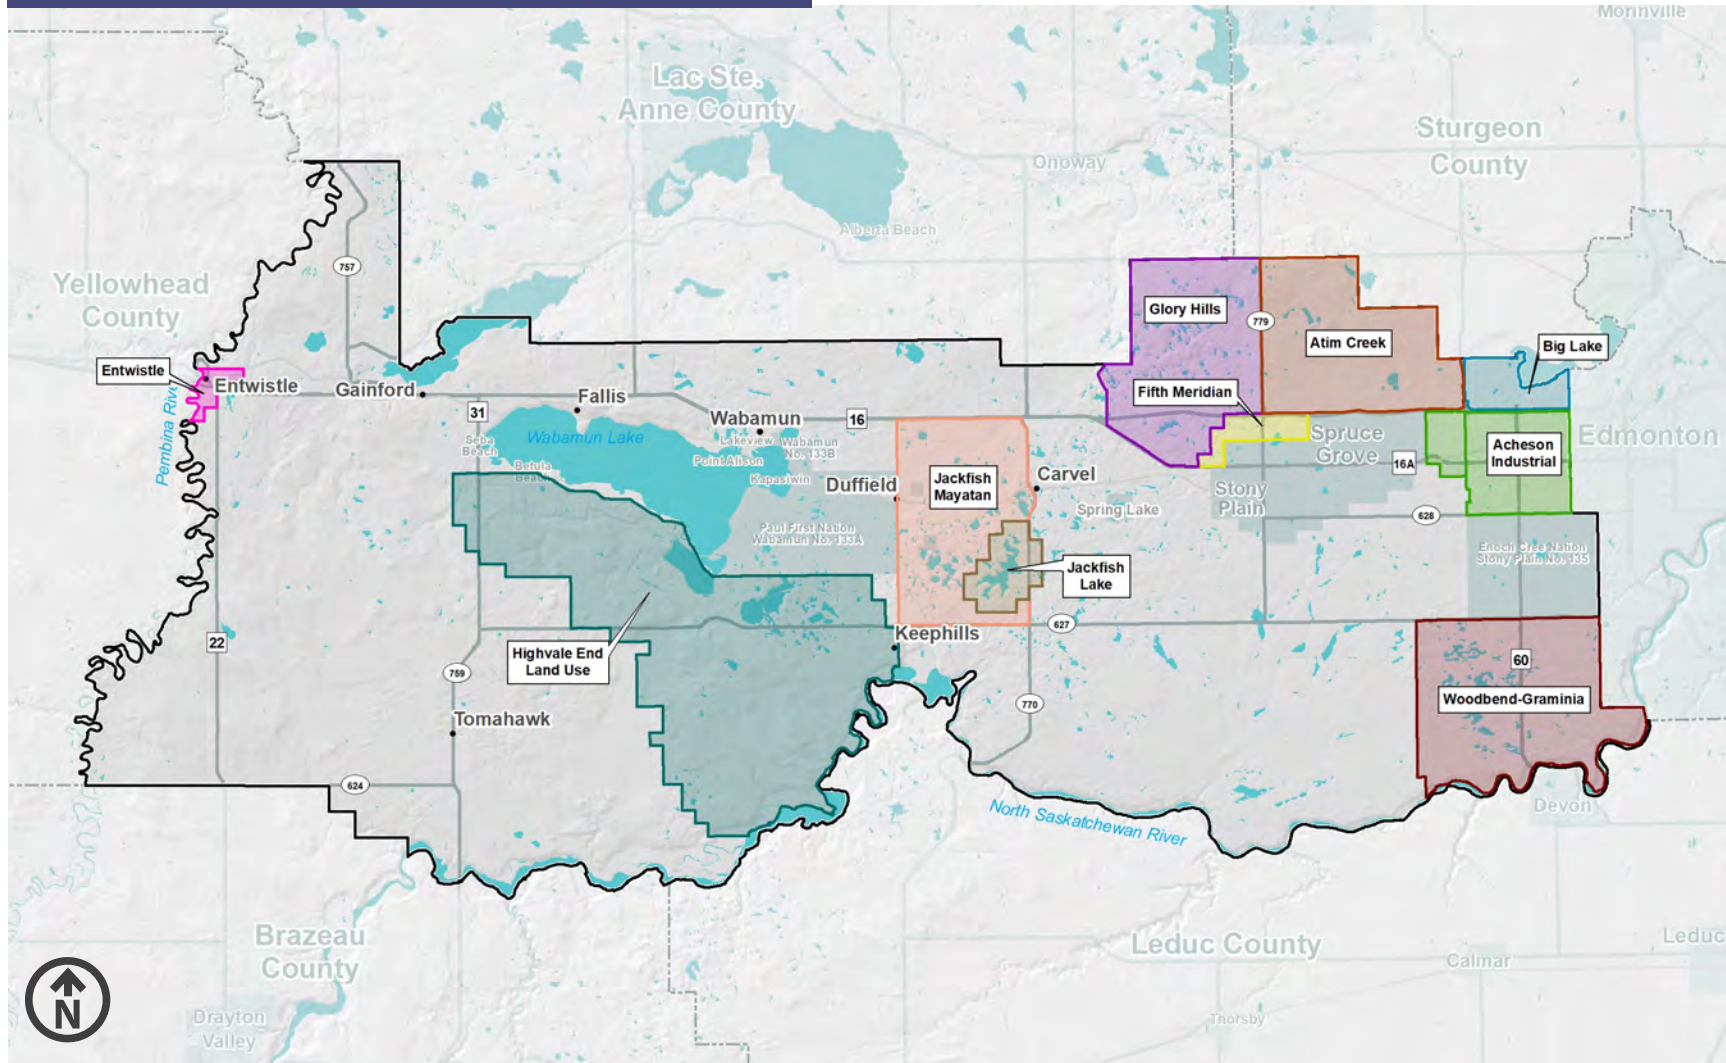 Morinville
Lac Ste.
Anne County
Sturgeon
County
Onoway
Alberta Beach
Yellowhead
County
757
Glory Hills
779
Atim Creek
Big Lake
Entwistle
Entwistle
Pembina River
Gainford
31
Fallis
Wabamun
16
Fifth Meridian
Spruce
Grove
Edmonton
Seba
Beach
Wabamun Lake
Lakeview
Wabamun
No. 133B
Point Alison
Kapasiwin
Betula
Beach
Duffield
Jackfish
Mayatan
Carvel
Spring Lake
Stony
Plain
16A
Acheson
Industrial
628
Paul First Nation
Wabamun No. 133A
Enoch Cree Nation
Stony Plain No. 135
Jackfish
Lake
22
Highvale End
Land Use
Keephills
627
759
60
770
Woodbend-Graminia
Tomahawk
624
North Saskatchewan River
Devon
Brazeau
County
Leduc County
Leduc
Calmar
N
Drayton
Valley
Thorsby